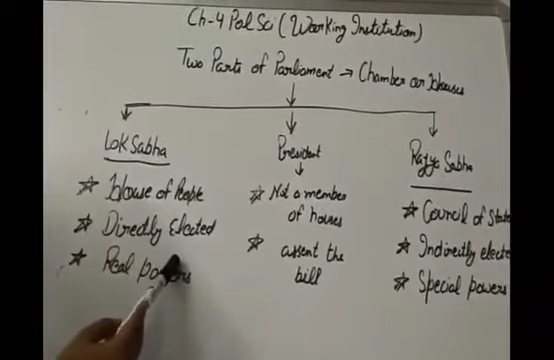 Ch-4 Pol Sci (Working Institution)
Two Parts of Parliament → Chamber or Houses
Lok Sabha
☆ House of People
☆ Directly Elected
☆ Real powers
President
☆ Not a member
of houses
☆ assent the
bill
Rajya Sabha
☆ Council of State
☆ Indirectly electe
☆ Special powers